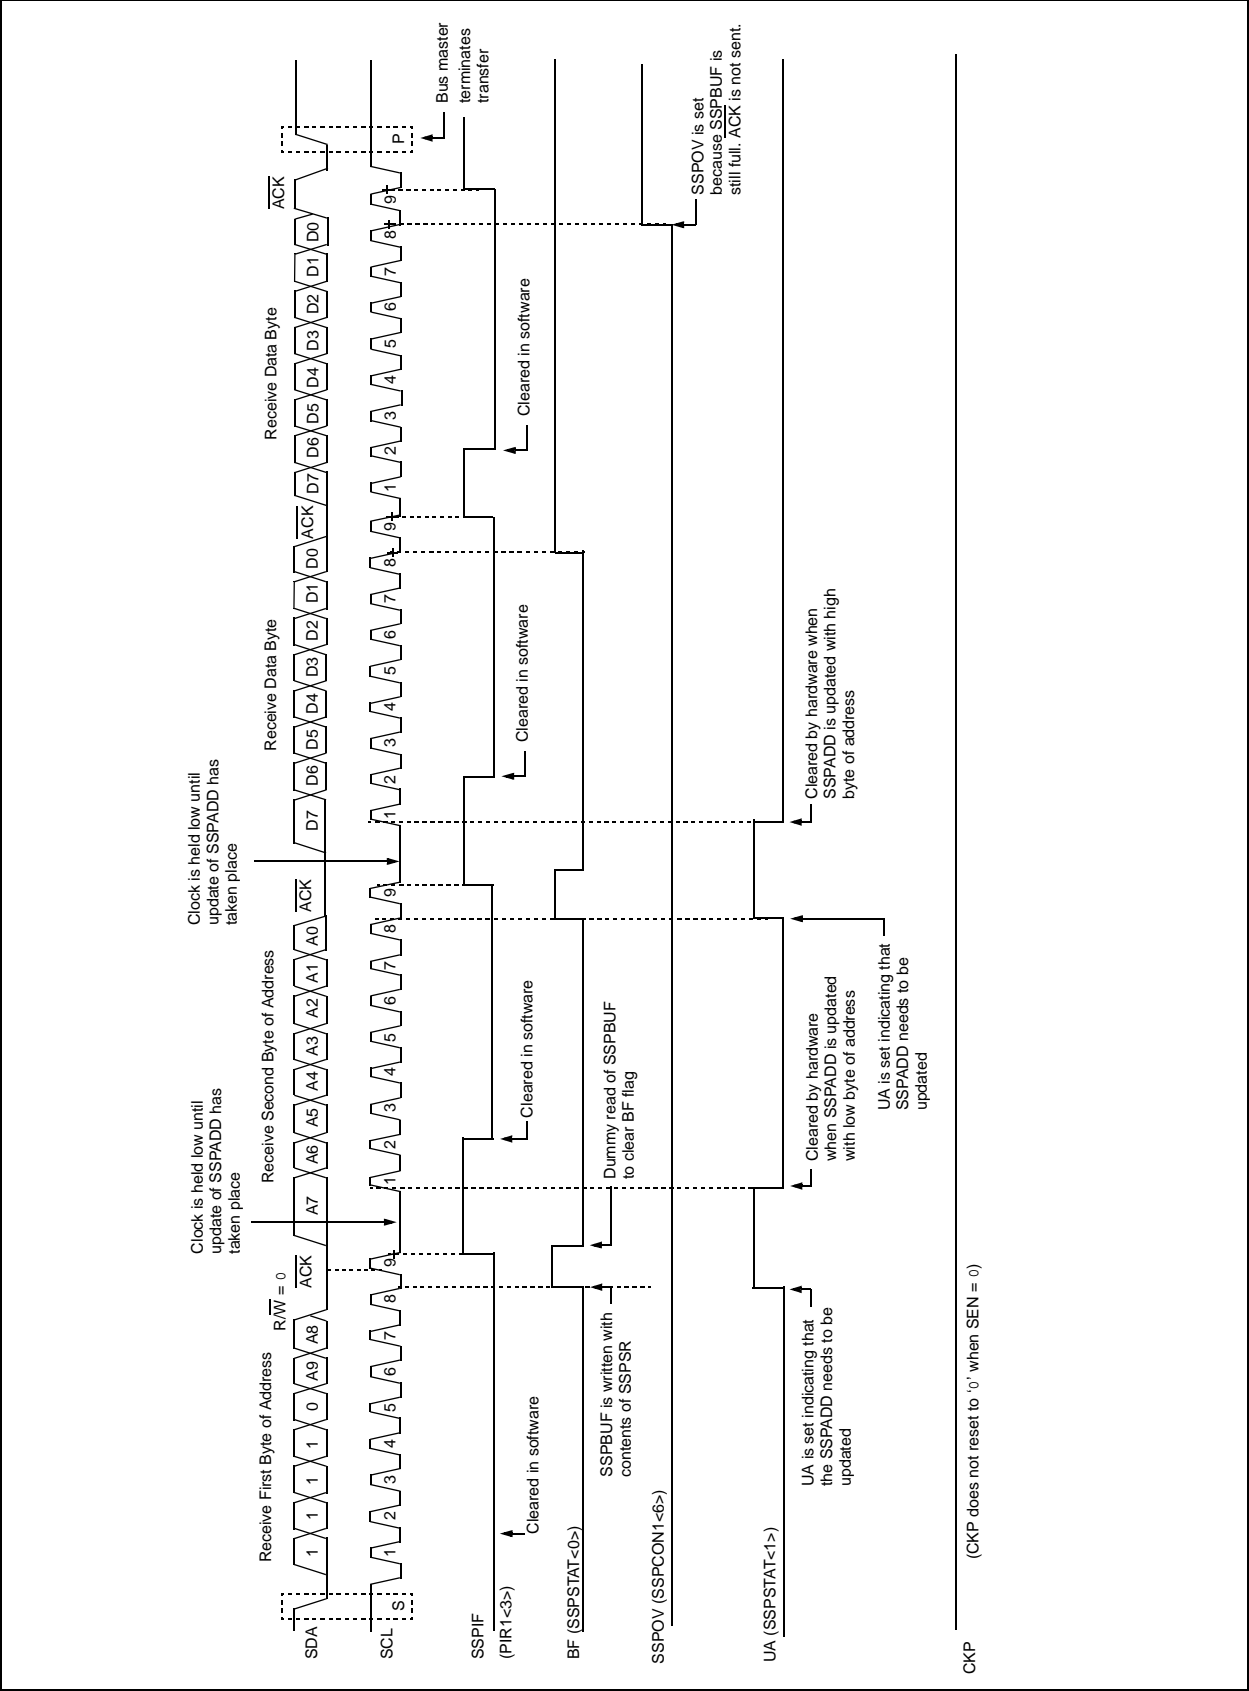 Receive First Byte of Address
R/W = 0
ACK
Clock is held low until
update of SSPADD has
taken place
Receive Second Byte of Address
ACK
Clock is held low until
update of SSPADD has
taken place
Receive Data Byte
ACK
Receive Data Byte
ACK
SDA
1 1 1 1 0 A9 A8 A7 A6 A5 A4 A3 A2 A1 A0 D7 D6 D5 D4 D3 D2 D1 D0 D7 D6 D5 D4 D3 D2 D1 D0
SCL
S 1 2 3 4 5 6 7 8 9 1 2 3 4 5 6 7 8 9 1 2 3 4 5 6 7 8 9 1 2 3 4 5 6 7 8 9 P
Bus master
terminates
transfer
SSPIF
(PIR1<3>)
Cleared in software
Cleared in software
Cleared in software
Cleared in software
BF (SSPSTAT<0>)
SSPBUF is written with
contents of SSPSR
Dummy read of SSPBUF
to clear BF flag
SSPOV (SSPCON1<6>)
SSPOV is set
because SSPBUF is
still full. ACK is not sent.
UA (SSPSTAT<1>)
UA is set indicating that
the SSPADD needs to be
updated
Cleared by hardware
when SSPADD is updated
with low byte of address
UA is set indicating that
SSPADD needs to be
updated
Cleared by hardware when
SSPADD is updated with high
byte of address
CKP
(CKP does not reset to ‘0’ when SEN = 0)